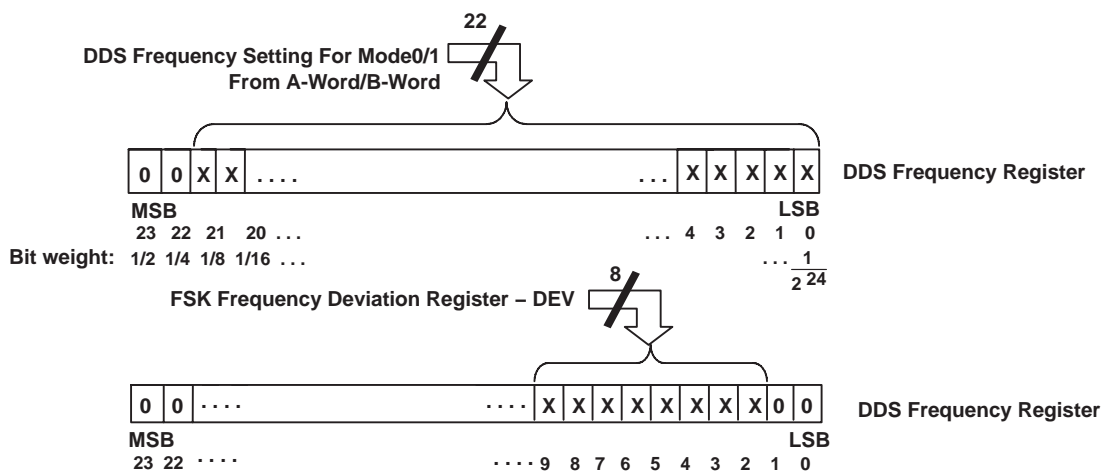 22
DDS Frequency Setting For Mode0/1
From A-Word/B-Word
0 0 X X .... ... X X X X X DDS Frequency Register
MSB LSB
23 22 21 20 ... ... 4 3 2 1 0
Bit weight: 1/2 1/4 1/8 1/16 ... ... 1/2^24
8
FSK Frequency Deviation Register – DEV
0 0 .... .... X X X X X X X X 0 0 DDS Frequency Register
MSB LSB
23 22 .... .... 9 8 7 6 5 4 3 2 1 0